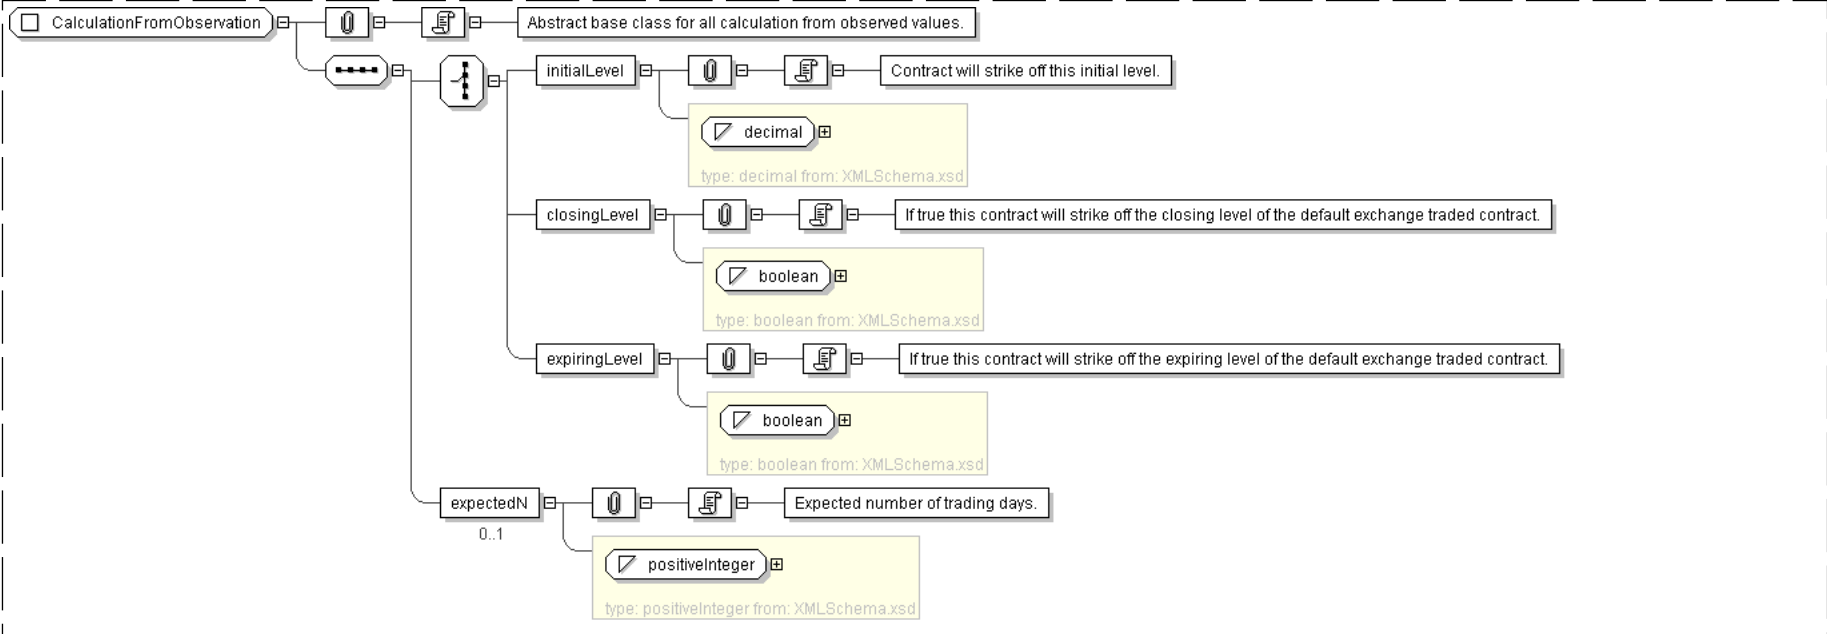 CalculationFromObservation
Abstract base class for all calculation from observed values.
initialLevel
Contract will strike off this initial level.
decimal
type: decimal from: XMLSchema.xsd
closingLevel
If true this contract will strike off the closing level of the default exchange traded contract.
boolean
type: boolean from: XMLSchema.xsd
expiringLevel
If true this contract will strike off the expiring level of the default exchange traded contract.
boolean
type: boolean from: XMLSchema.xsd
expectedN
Expected number of trading days.
0..1
positiveInteger
type: positiveInteger from: XMLSchema.xsd